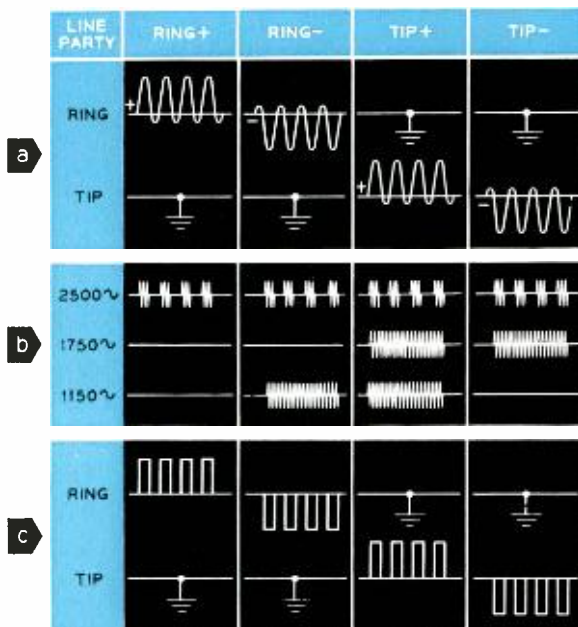 LINE PARTY RING+ RING− TIP+ TIP−
a
RING
+
−
TIP
+
−
b
2500∿
1750∿
1150∿
c
RING
TIP